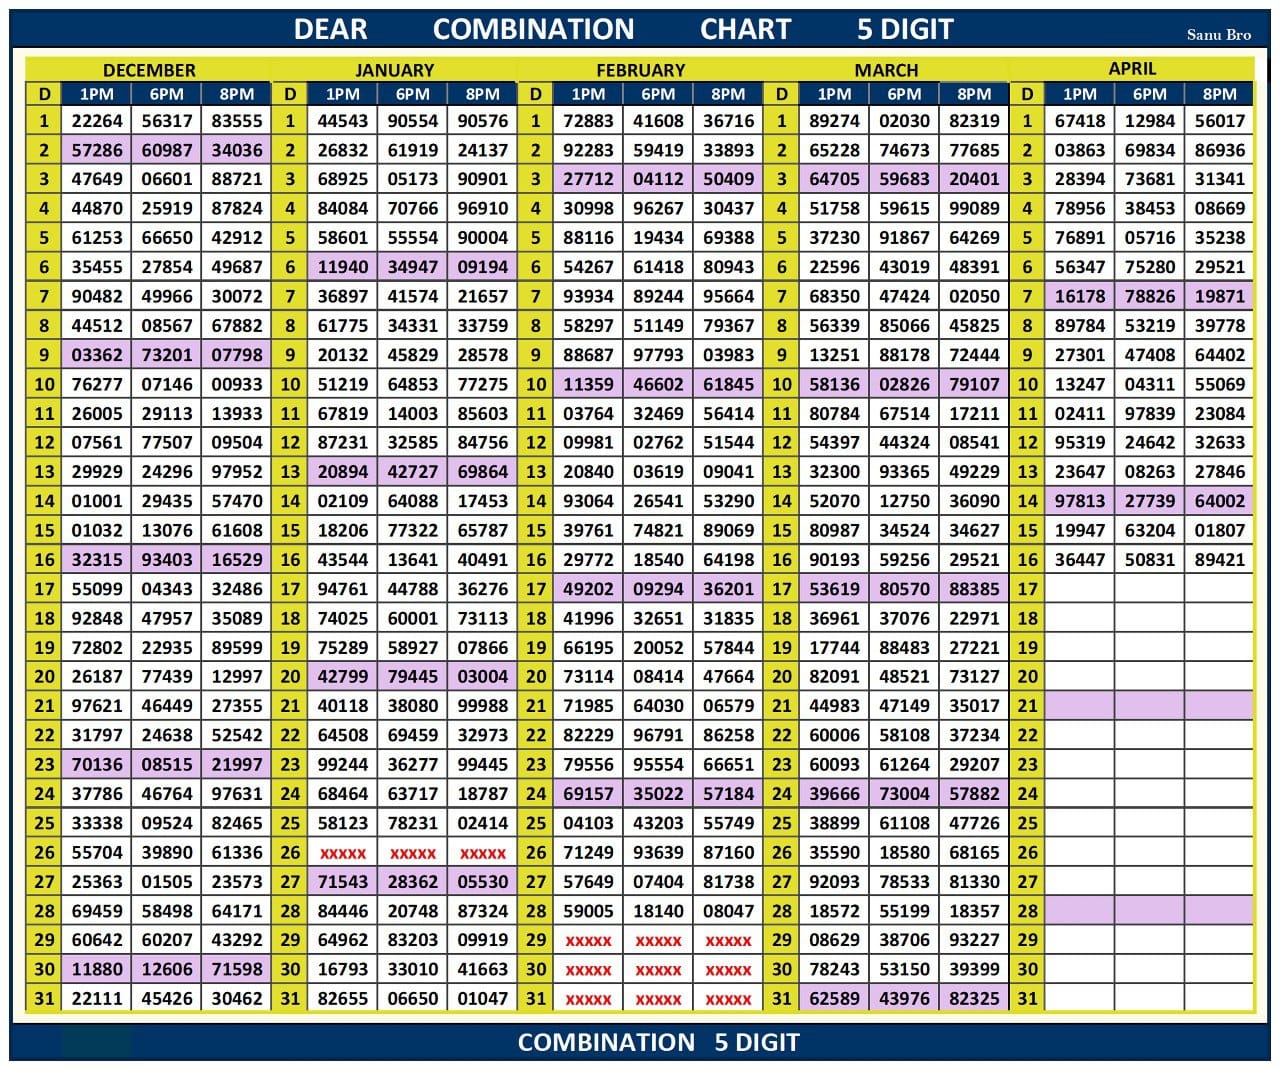 DEAR COMBINATION CHART 5 DIGIT Sanu Bro
DECEMBER JANUARY FEBRUARY MARCH APRIL
D 1PM 6PM 8PM D 1PM 6PM 8PM D 1PM 6PM 8PM D 1PM 6PM 8PM D 1PM 6PM 8PM
1 22264 56317 83555 1 44543 90554 90576 1 72883 41608 36716 1 89274 02030 82319 1 67418 12984 56017
2 57286 60987 34036 2 26832 61919 24137 2 92283 59419 33893 2 65228 74673 77685 2 03863 69834 86936
3 47649 06601 88721 3 68925 05173 90901 3 27712 04112 50409 3 64705 59683 20401 3 28394 73681 31341
4 44870 25919 87824 4 84084 70766 96910 4 30998 96267 30437 4 51758 59615 99089 4 78956 38453 08669
5 61253 66650 42912 5 58601 55554 90004 5 88116 19434 69388 5 37230 91867 64269 5 76891 05716 35238
6 35455 27854 49687 6 11940 34947 09194 6 54267 61418 80943 6 22596 43019 48391 6 56347 75280 29521
7 90482 49966 30072 7 36897 41574 21657 7 93934 89244 95664 7 68350 47424 02050 7 16178 78826 19871
8 44512 08567 67882 8 61775 34331 33759 8 58297 51149 79367 8 56339 85066 45825 8 89784 53219 39778
9 03362 73201 07798 9 20132 45829 28578 9 88687 97793 03983 9 13251 88178 72444 9 27301 47408 64402
10 76277 07146 00933 10 51219 64853 77275 10 11359 46602 61845 10 58136 02826 79107 10 13247 04311 55069
11 26005 29113 13933 11 67819 14003 85603 11 03764 32469 56414 11 80784 67514 17211 11 02411 97839 23084
12 07561 77507 09504 12 87231 32585 84756 12 09981 02762 51544 12 54397 44324 08541 12 95319 24642 32633
13 29929 24296 97952 13 20894 42727 69864 13 20840 03619 09041 13 32300 93365 49229 13 23647 08263 27846
14 01001 29435 57470 14 02109 64088 17453 14 93064 26541 53290 14 52070 12750 36090 14 97813 27739 64002
15 01032 13076 61608 15 18206 77322 65787 15 39761 74821 89069 15 80987 34524 34627 15 19947 63204 01807
16 32315 93403 16529 16 43544 13641 40491 16 29772 18540 64198 16 90193 59256 29521 16 36447 50831 89421
17 55099 04343 32486 17 94761 44788 36276 17 49202 09294 36201 17 53619 80570 88385 17
18 92848 47957 35089 18 74025 60001 73113 18 41996 32651 31835 18 36961 37076 22971 18
19 72802 22935 89599 19 75289 58927 07866 19 66195 20052 57844 19 17744 88483 27221 19
20 26187 77439 12997 20 42799 79445 03004 20 73114 08414 47664 20 82091 48521 73127 20
21 97621 46449 27355 21 40118 38080 99988 21 71985 64030 06579 21 44983 47149 35017 21
22 31797 24638 52542 22 64508 69459 32973 22 82229 96791 86258 22 60006 58108 37234 22
23 70136 08515 21997 23 99244 36277 99445 23 79556 95554 66651 23 60093 61264 29207 23
24 37786 46764 97631 24 68464 63717 18787 24 69157 35022 57184 24 39666 73004 57882 24
25 33338 09524 82465 25 58123 78231 02414 25 04103 43203 55749 25 38899 61108 47726 25
26 55704 39890 61336 26 xxxxx xxxxx xxxxx 26 71249 93639 87160 26 35590 18580 68165 26
27 25363 01505 23573 27 71543 28362 05530 27 57649 07404 81738 27 92093 78533 81330 27
28 69459 58498 64171 28 84446 20748 87324 28 59005 18140 08047 28 18572 55199 18357 28
29 60642 60207 43292 29 64962 83203 09919 29 xxxxx xxxxx xxxxx 29 08629 38706 93227 29
30 11880 12606 71598 30 16793 33010 41663 30 xxxxx xxxxx xxxxx 30 78243 53150 39399 30
31 22111 45426 30462 31 82655 06650 01047 31 xxxxx xxxxx xxxxx 31 62589 43976 82325 31
COMBINATION 5 DIGIT